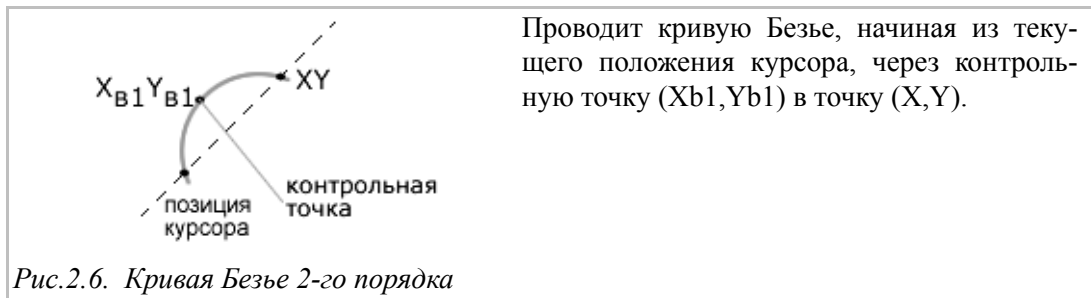 Проводит кривую Безье, начиная из теку-
щего положения курсора, через контроль-
ную точку (Xb1,Yb1) в точку (X,Y).
XY
XB1YB1
контрольная
точка
позиция
курсора
Рис.2.6. Кривая Безье 2-го порядка